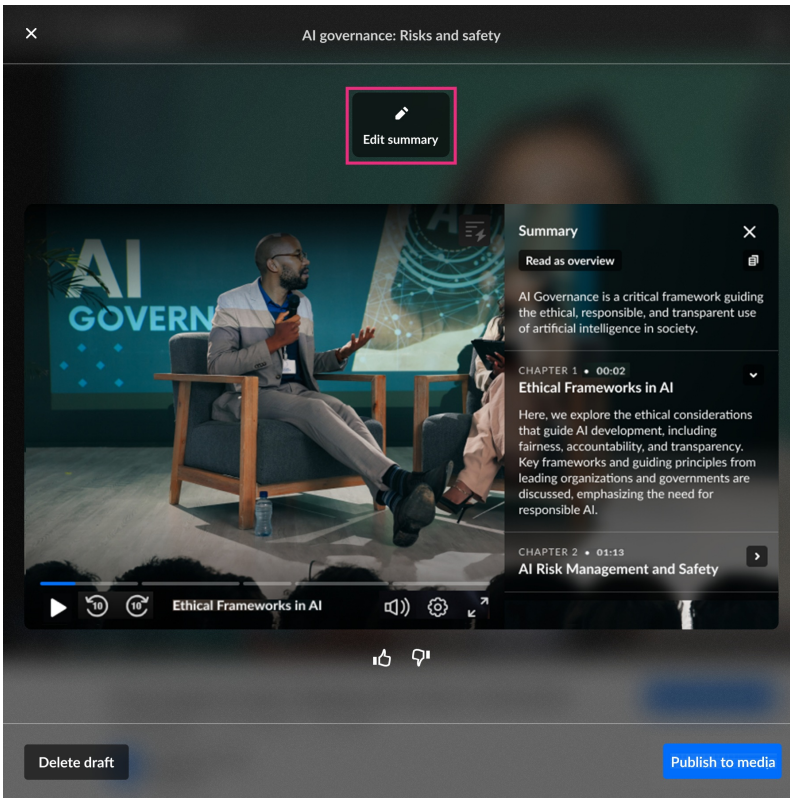 AI governance: Risks and safety
Edit summary
AI
GOVERN
AI
Summary
Read as overview
AI Governance is a critical framework guiding
the ethical, responsible, and transparent use
of artificial intelligence in society.
CHAPTER 1 • 00:02
Ethical Frameworks in AI
Here, we explore the ethical considerations
that guide AI development, including
fairness, accountability, and transparency.
Key frameworks and guiding principles from
leading organizations and governments are
discussed, emphasizing the need for
responsible AI.
CHAPTER 2 • 01:13
AI Risk Management and Safety
10
10
Ethical Frameworks in AI
Delete draft
Publish to media